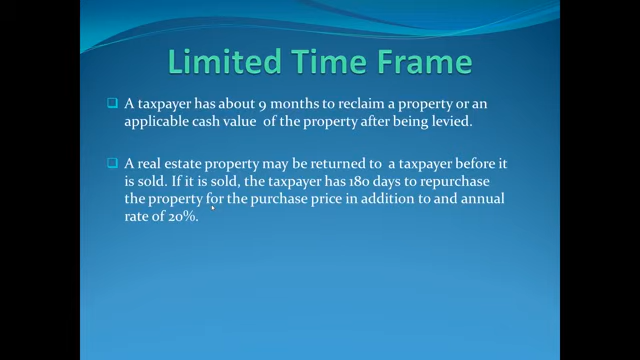 Limited Time Frame
A taxpayer has about 9 months to reclaim a property or an
applicable cash value of the property after being levied.
A real estate property may be returned to a taxpayer before it
is sold. If it is sold, the taxpayer has 180 days to repurchase
the property for the purchase price in addition to and annual
rate of 20%.